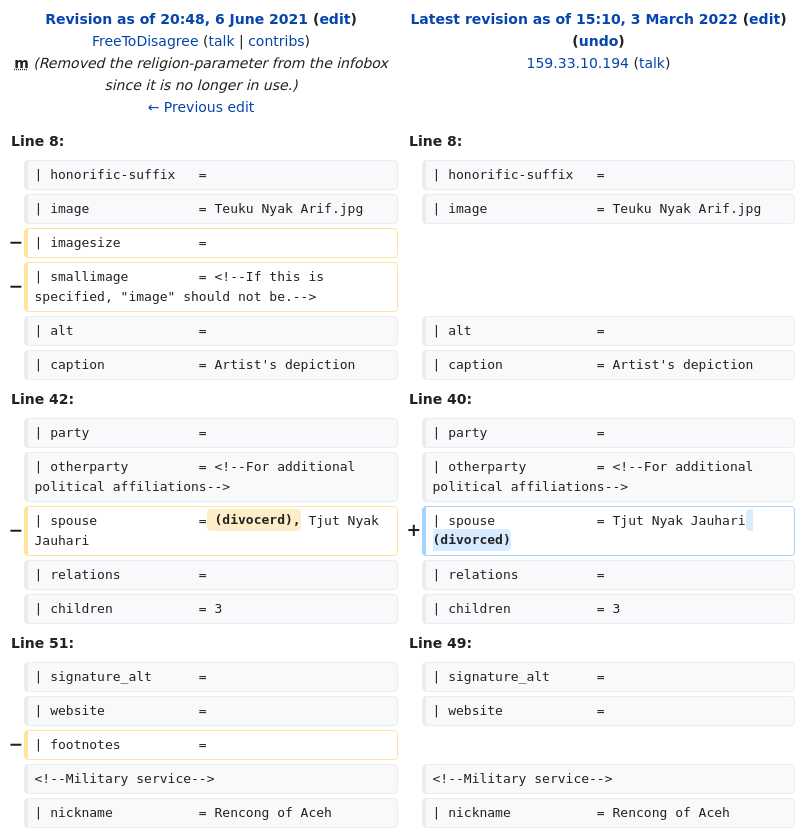 Revision as of 20:48, 6 June 2021 (edit)
FreeToDisagree (talk | contribs)
m (Removed the religion-parameter from the infobox
since it is no longer in use.)
← Previous edit
Latest revision as of 15:10, 3 March 2022 (edit)
(undo)
159.33.10.194 (talk)
Line 8:
Line 8:
| honorific-suffix   =
| honorific-suffix   =
| image              = Teuku Nyak Arif.jpg
| image              = Teuku Nyak Arif.jpg
− | imagesize          =
− | smallimage         = <!--If this is
specified, "image" should not be.-->
| alt                =
| alt                =
| caption            = Artist's depiction
| caption            = Artist's depiction
Line 42:
Line 40:
| party              =
| party              =
| otherparty         = <!--For additional
political affiliations-->
| otherparty         = <!--For additional
political affiliations-->
− | spouse             = (divocerd), Tjut Nyak
Jauhari
+ | spouse             = Tjut Nyak Jauhari
(divorced)
| relations          =
| relations          =
| children           = 3
| children           = 3
Line 51:
Line 49:
| signature_alt      =
| signature_alt      =
| website            =
| website            =
− | footnotes          =
<!--Military service-->
<!--Military service-->
| nickname           = Rencong of Aceh
| nickname           = Rencong of Aceh